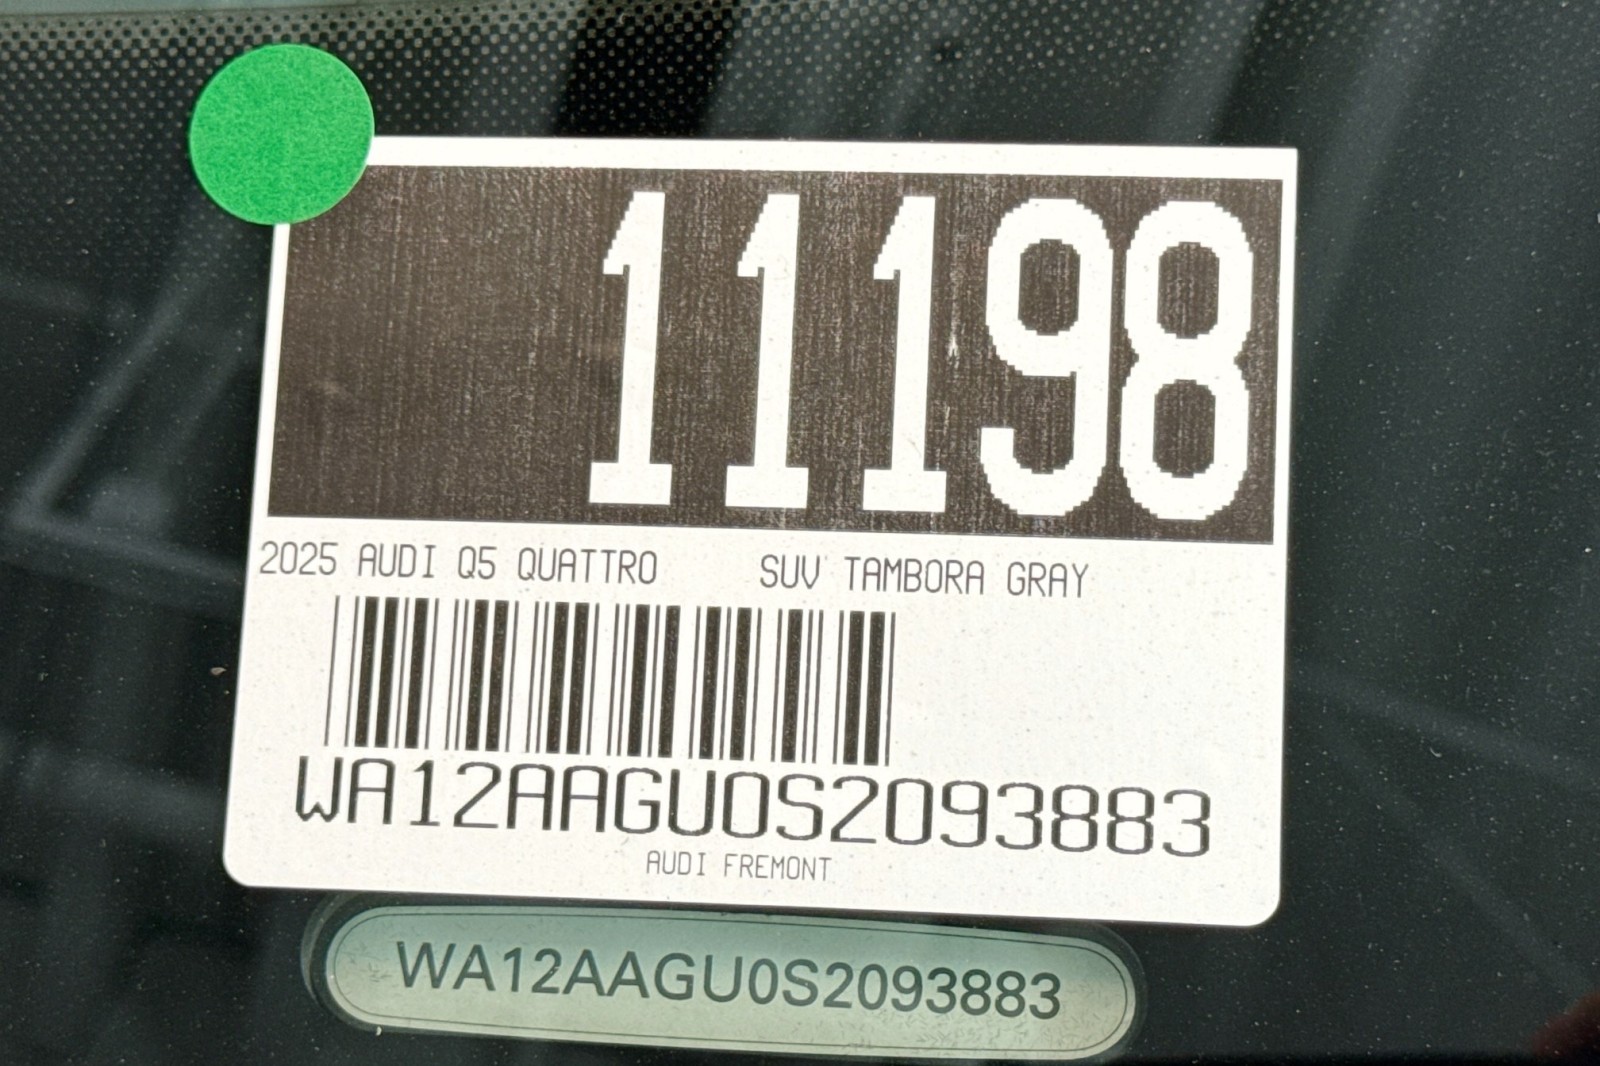 11198
2025 AUDI Q5 QUATTRO SUV TAMBORA GRAY
WA12AAGU0S2093883
AUDI FREMONT
WA12AAGU0S2093883